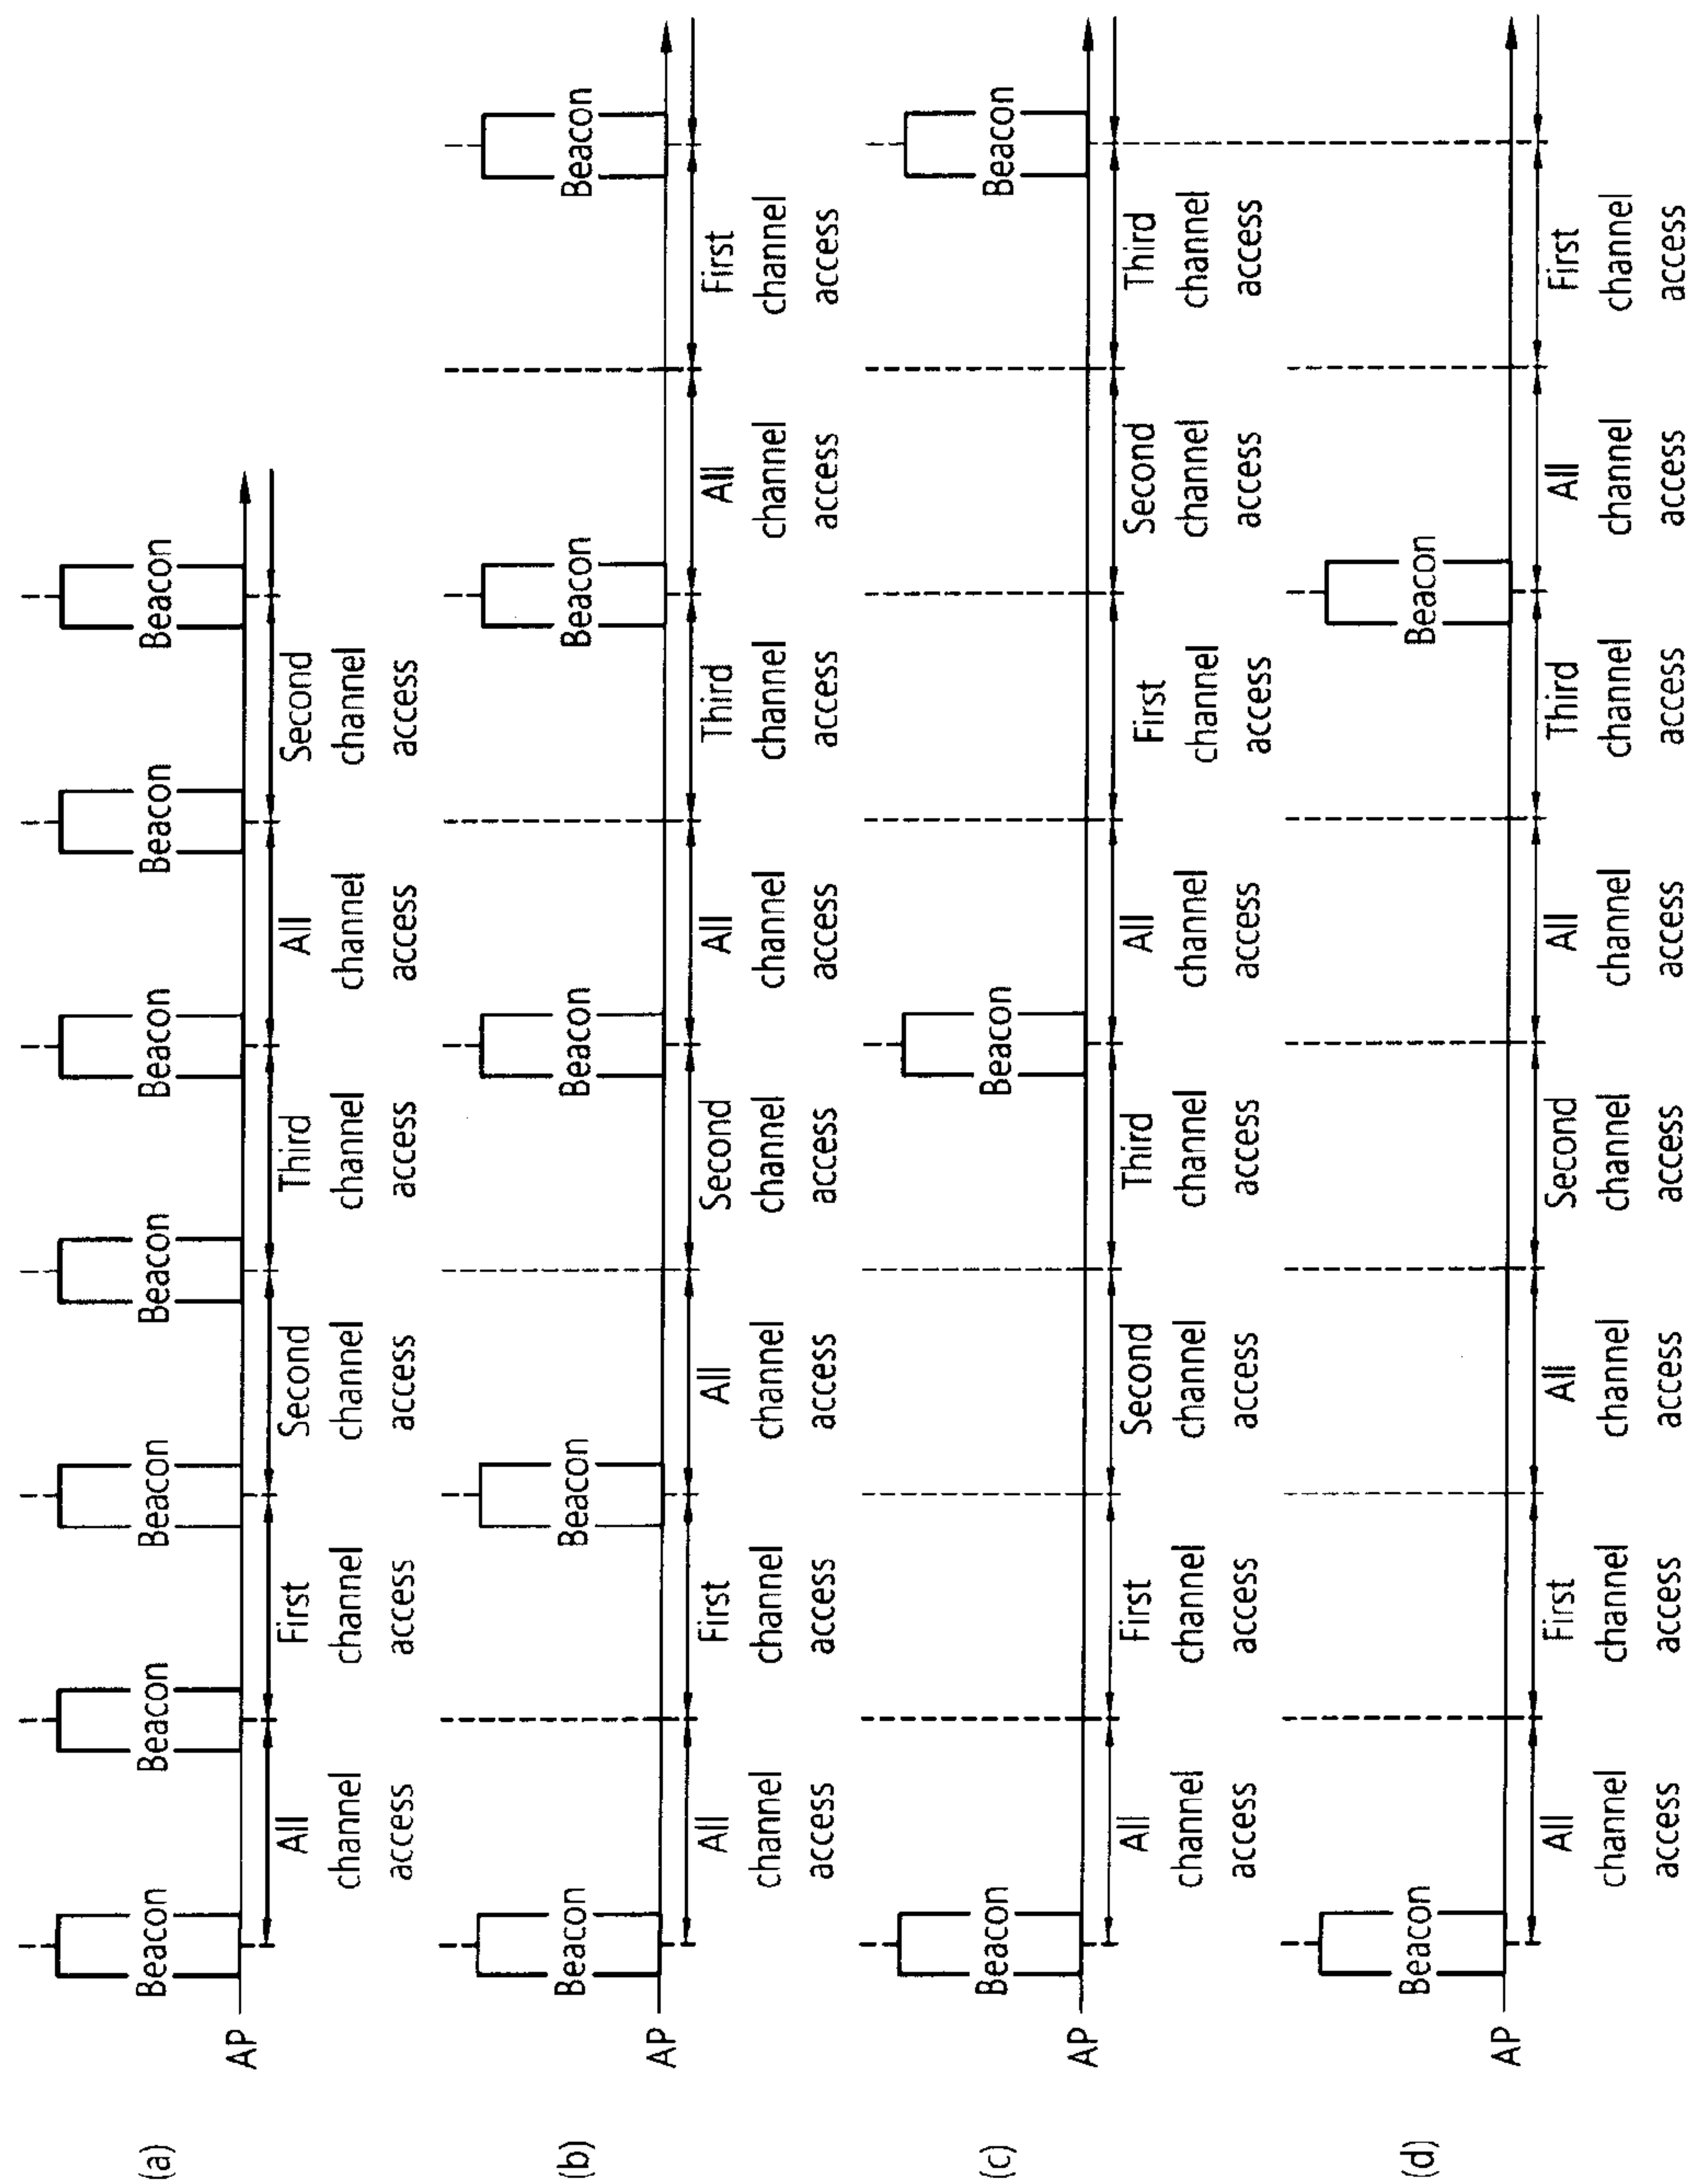 (a) Beacon Beacon Beacon Beacon Beacon Beacon Beacon
AP
All First Second Third All Second
channel channel channel channel channel channel
access access access access access access
(b) Beacon Beacon Beacon Beacon Beacon
AP
All First All Second All Third All First
channel channel channel channel channel channel channel channel
access access access access access access access access
(c) Beacon Beacon Beacon
AP
All First Second Third All First Second Third
channel channel channel channel channel channel channel channel
access access access access access access access access
(d) Beacon Beacon
AP
All First All Second All Third All First
channel channel channel channel channel channel channel channel
access access access access access access access access